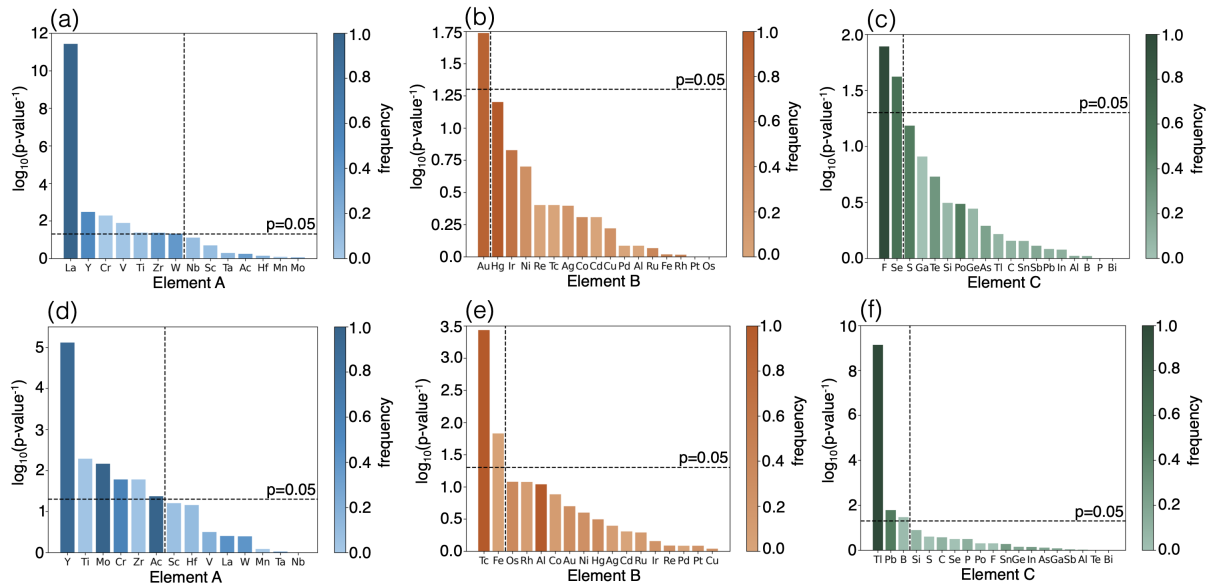 (a)
12
10
8
6
4
2
0
log₁₀(p-value⁻¹)
p=0.05
La Y Cr V Ti Zr W Nb Sc Ta Ac Hf Mn Mo
Element A
1.0
0.8
0.6
0.4
0.2
0.0
frequency
(b)
1.75
1.50
1.25
1.00
0.75
0.50
0.25
0.00
log₁₀(p-value⁻¹)
p=0.05
Au Hg Ir Ni Re Tc Ag Co Cd Cu Pd Al Ru Fe Rh Pt Os
Element B
1.0
0.8
0.6
0.4
0.2
0.0
frequency
(c)
2.0
1.5
1.0
0.5
0.0
log₁₀(p-value⁻¹)
p=0.05
F Se S Ga Te Si Po Ge As Tl C Sn Sb Pb In Al B P Bi
Element C
1.0
0.8
0.6
0.4
0.2
0.0
frequency
(d)
5
4
3
2
1
0
log₁₀(p-value⁻¹)
p=0.05
Y Ti Mo Cr Zr Ac Sc Hf V La W Mn Ta Nb
Element A
1.0
0.8
0.6
0.4
0.2
0.0
frequency
(e)
3.5
3.0
2.5
2.0
1.5
1.0
0.5
0.0
log₁₀(p-value⁻¹)
p=0.05
Tc Fe Os Rh Al Co Au Ni Hg Ag Cd Ru Ir Re Pd Pt Cu
Element B
1.0
0.8
0.6
0.4
0.2
0.0
frequency
(f)
10
8
6
4
2
0
log₁₀(p-value⁻¹)
p=0.05
Tl Pb B Si S C Se P Po F Sn Ge In As Ga Sb Al Te Bi
Element C
1.0
0.8
0.6
0.4
0.2
0.0
frequency